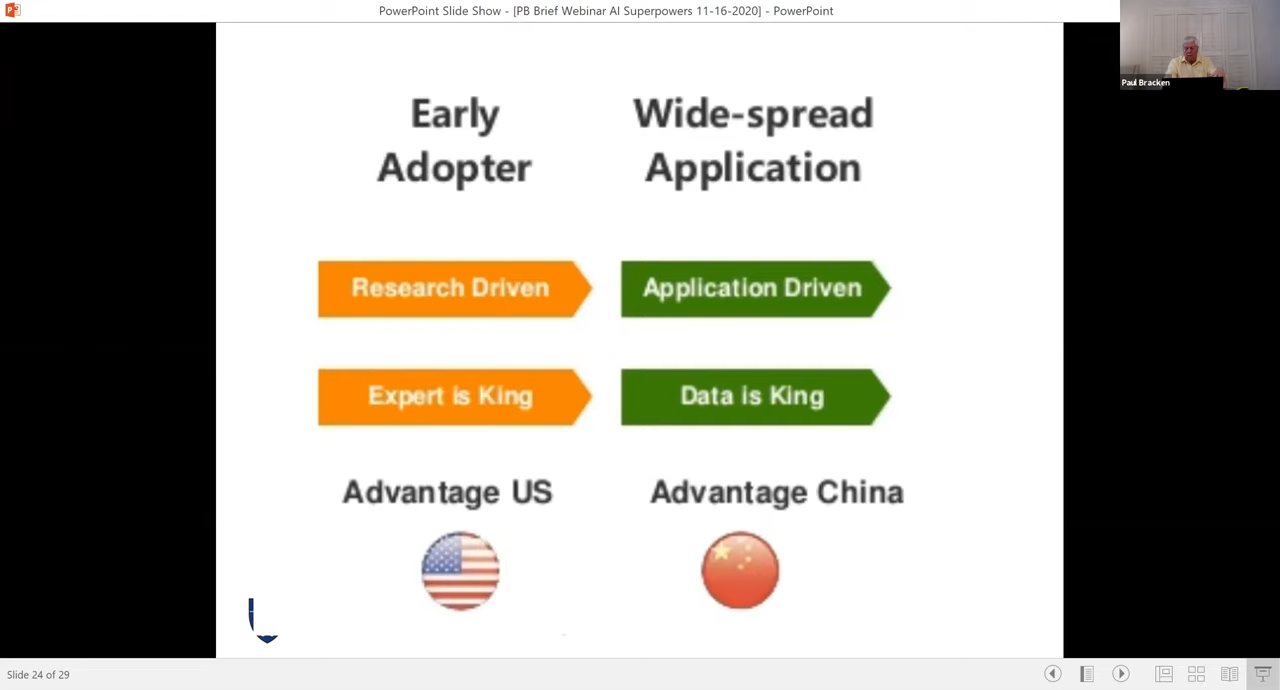 PowerPoint Slide Show - [PB Brief Webinar AI Superpowers 11-16-2020] - PowerPoint
Paul Bracken
Early
Adopter
Wide-spread
Application
Research Driven
Application Driven
Expert is King
Data is King
Advantage US
Advantage China
Slide 24 of 29